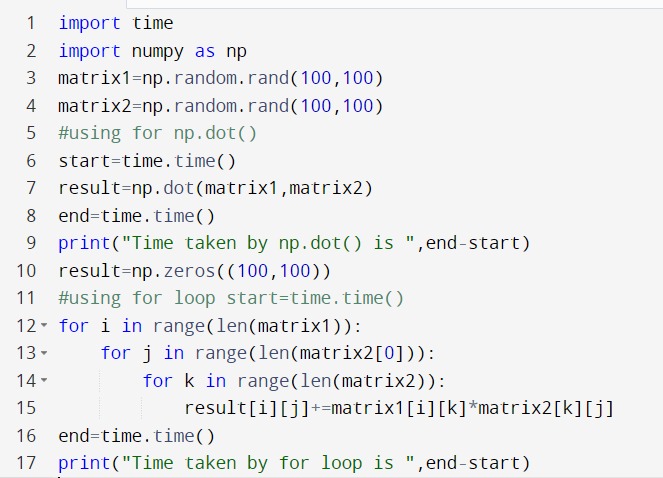 1 import time
2 import numpy as np
3 matrix1=np.random.rand(100,100)
4 matrix2=np.random.rand(100,100)
5 #using for np.dot()
6 start=time.time()
7 result=np.dot(matrix1,matrix2)
8 end=time.time()
9 print("Time taken by np.dot() is ",end-start)
10 result=np.zeros((100,100))
11 #using for loop start=time.time()
12 for i in range(len(matrix1)):
13     for j in range(len(matrix2[0])):
14         for k in range(len(matrix2)):
15             result[i][j]+=matrix1[i][k]*matrix2[k][j]
16 end=time.time()
17 print("Time taken by for loop is ",end-start)